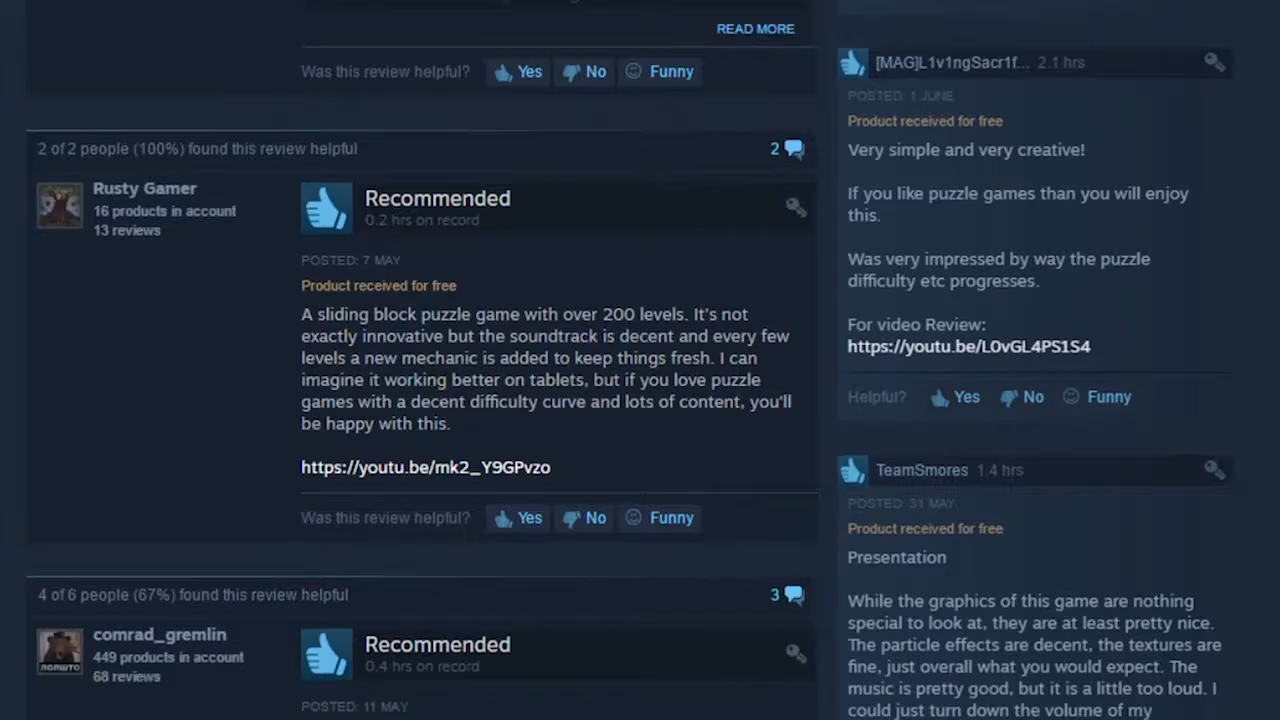 READ MORE
Was this review helpful? Yes No Funny
2 of 2 people (100%) found this review helpful 2
Rusty Gamer
16 products in account
13 reviews
Recommended
0.2 hrs on record
POSTED: 7 MAY
Product received for free
A sliding block puzzle game with over 200 levels. It's not
exactly innovative but the soundtrack is decent and every few
levels a new mechanic is added to keep things fresh. I can
imagine it working better on tablets, but if you love puzzle
games with a decent difficulty curve and lots of content, you'll
be happy with this.
https://youtu.be/mk2_Y9GPvzo
Was this review helpful? Yes No Funny
4 of 6 people (67%) found this review helpful 3
comrad_gremlin
449 products in account
68 reviews
Recommended
0.4 hrs on record
POSTED: 11 MAY
[MAG]L1v1ngSacr1f... 2.1 hrs
POSTED: 1 JUNE
Product received for free
Very simple and very creative!
If you like puzzle games than you will enjoy
this.
Was very impressed by way the puzzle
difficulty etc progresses.
For video Review:
https://youtu.be/L0vGL4PS1S4
Helpful? Yes No Funny
TeamSmores 1.4 hrs
POSTED: 31 MAY
Product received for free
Presentation
While the graphics of this game are nothing
special to look at, they are at least pretty nice.
The particle effects are decent, the textures are
fine, just overall what you would expect. The
music is pretty good, but it is a little too loud. I
could just turn down the volume of my